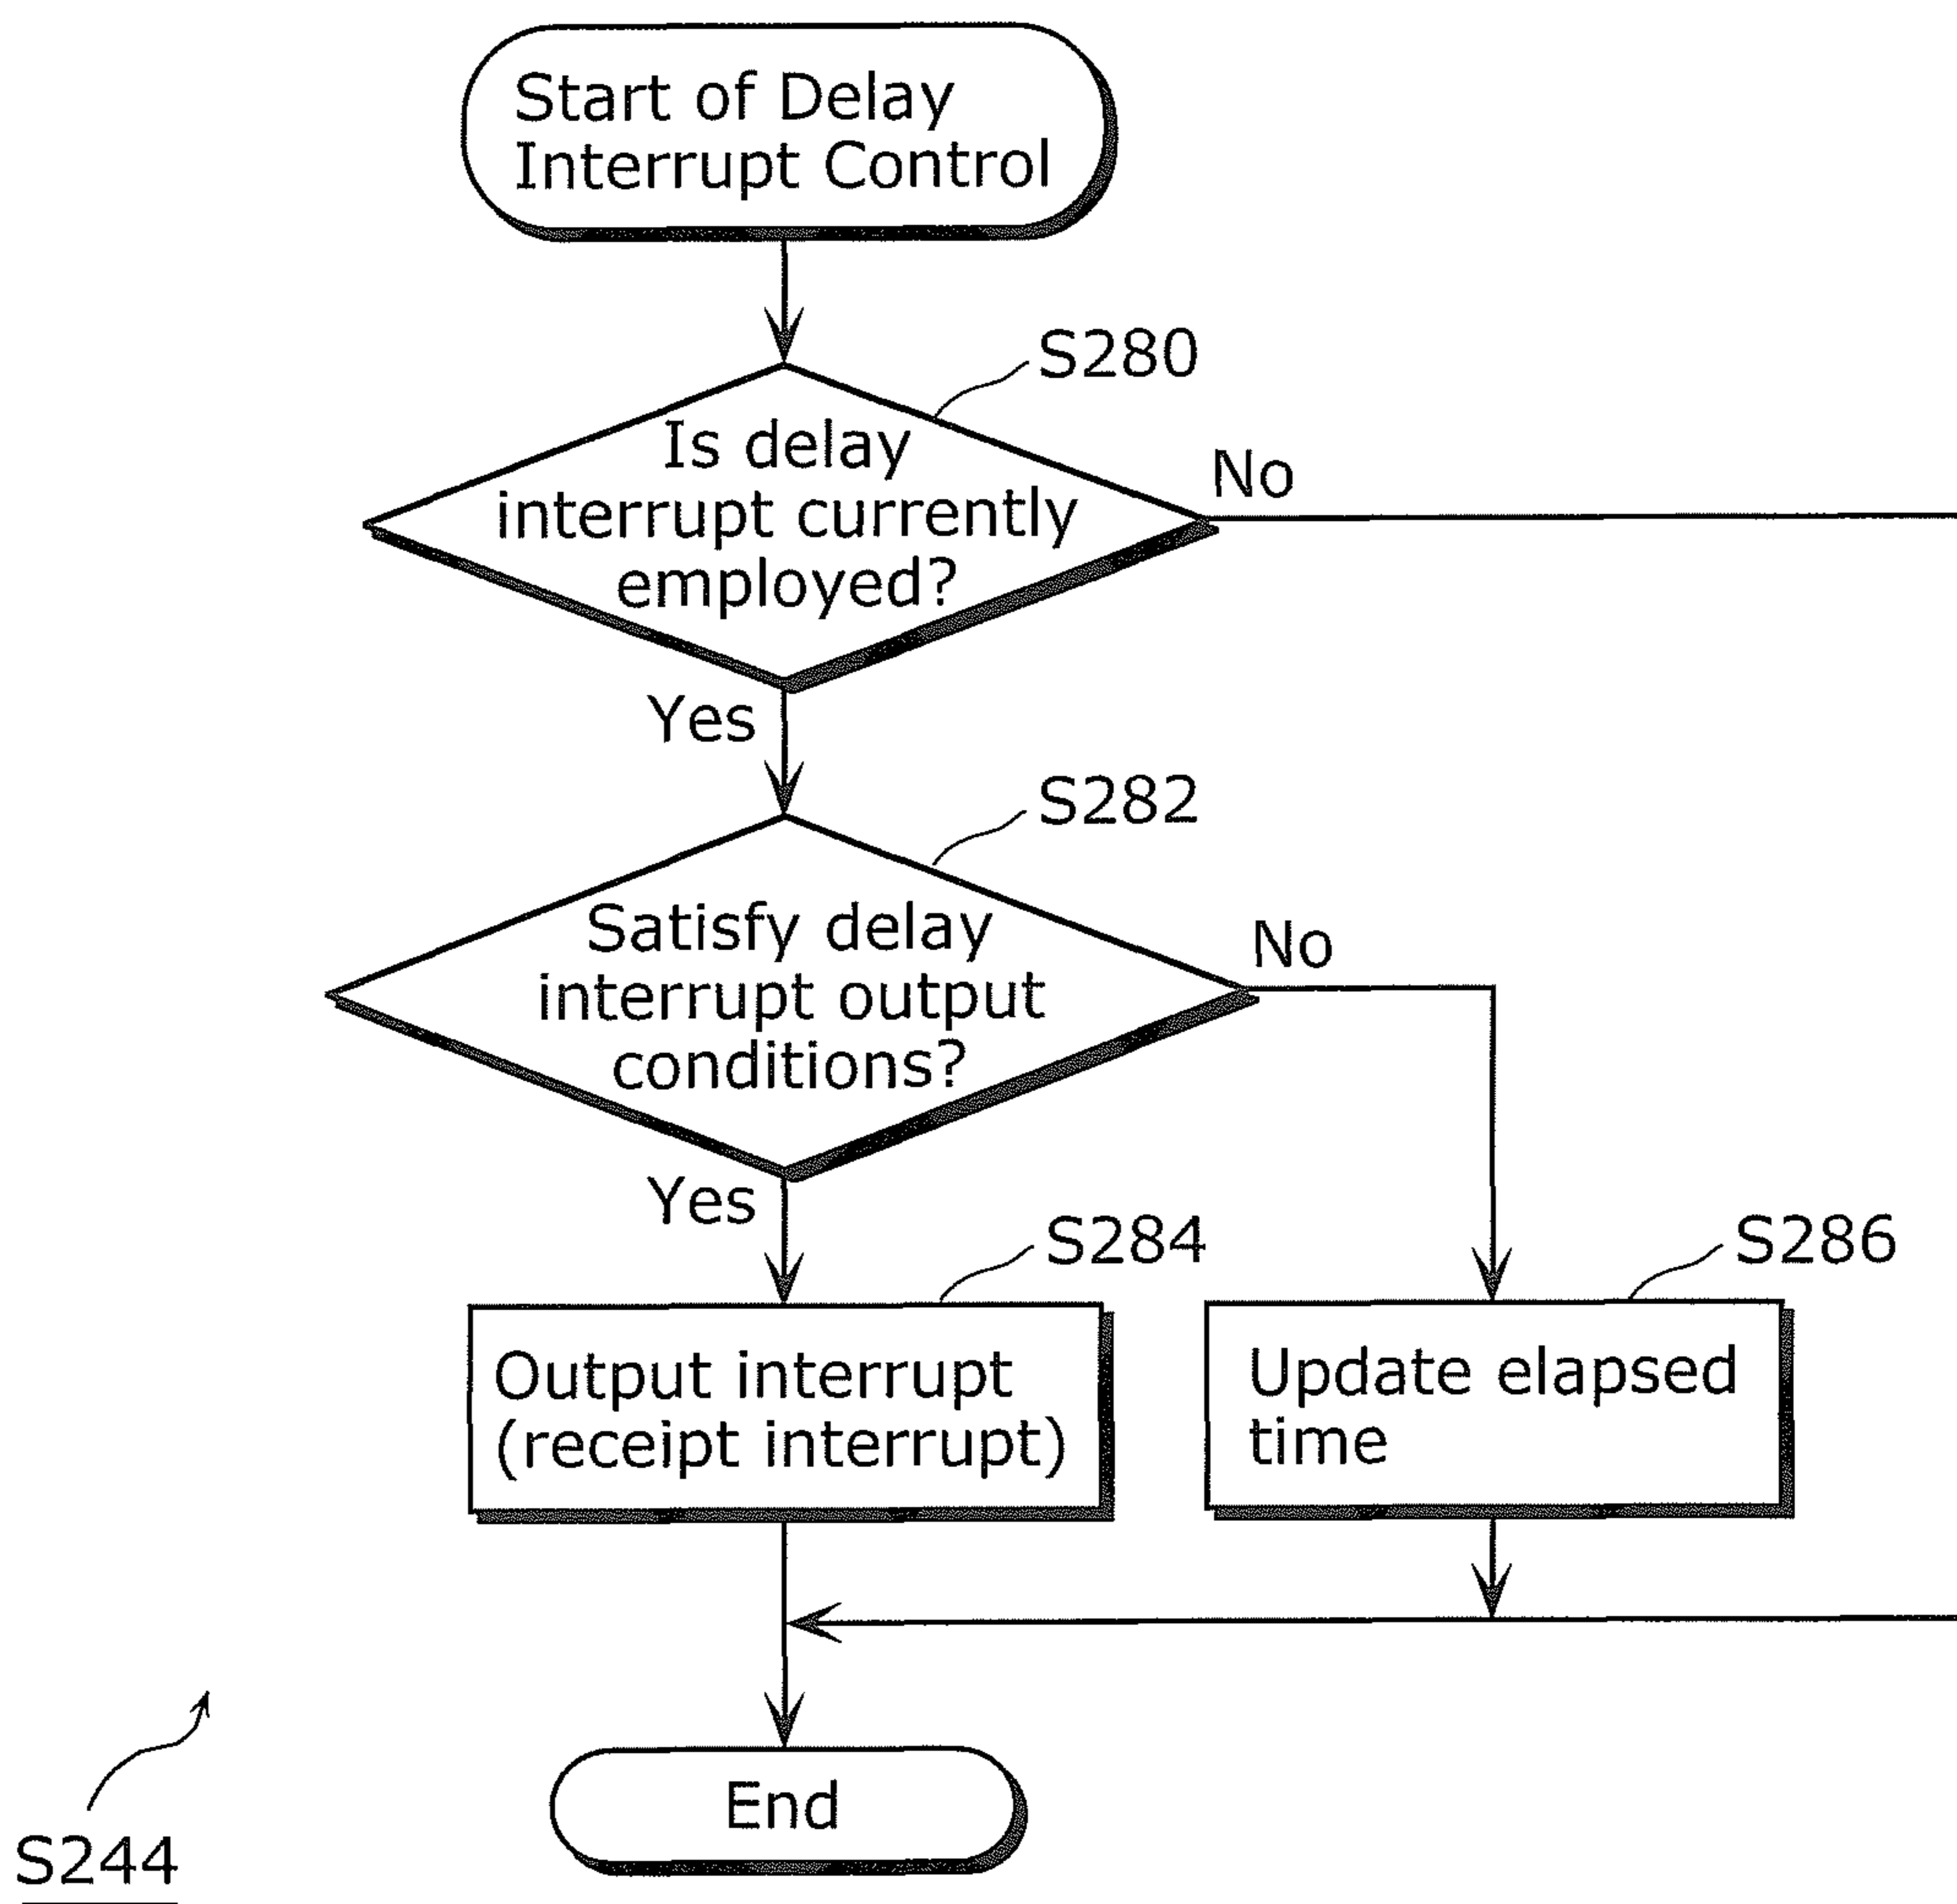 Start of Delay
Interrupt Control
S280
Is delay
interrupt currently
employed?
No
Yes
S282
Satisfy delay
interrupt output
conditions?
No
Yes
S284
Output interrupt
(receipt interrupt)
S286
Update elapsed
time
End
S244